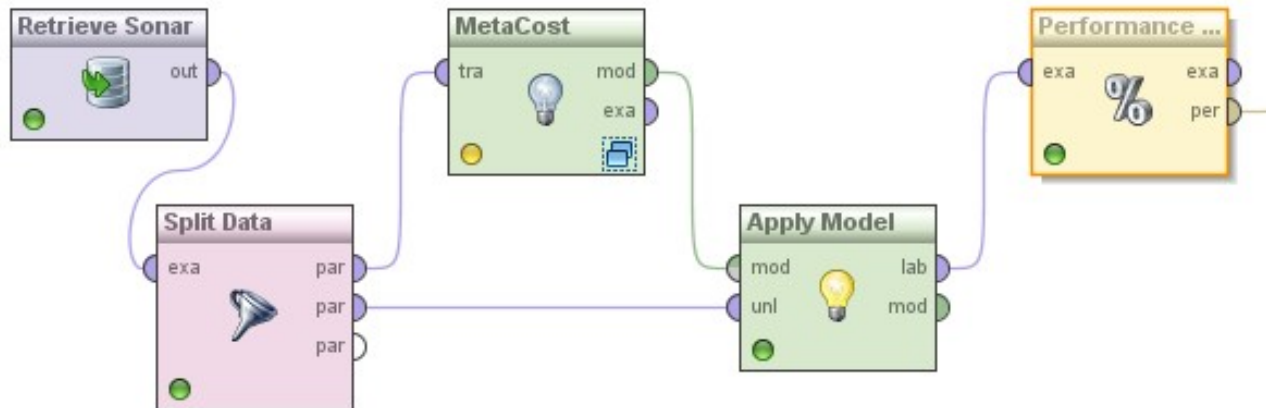 Retrieve Sonar
out
MetaCost
tra
mod
exa
Performance ...
exa
exa
per
%
Split Data
exa
par
par
par
Apply Model
mod
lab
unl
mod